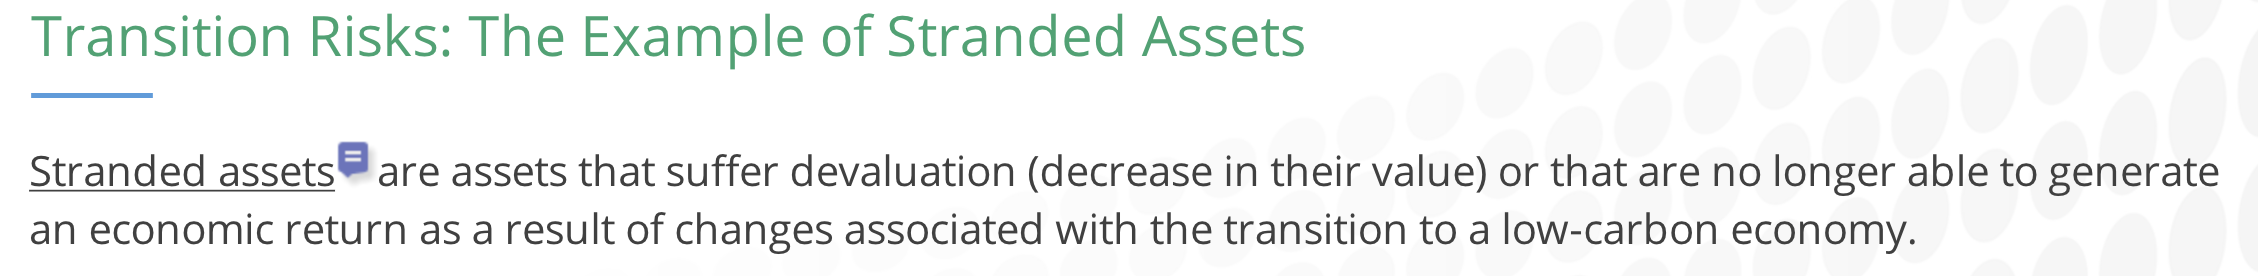 Transition Risks: The Example of Stranded Assets
Stranded assets are assets that suffer devaluation (decrease in their value) or that are no longer able to generate
an economic return as a result of changes associated with the transition to a low-carbon economy.